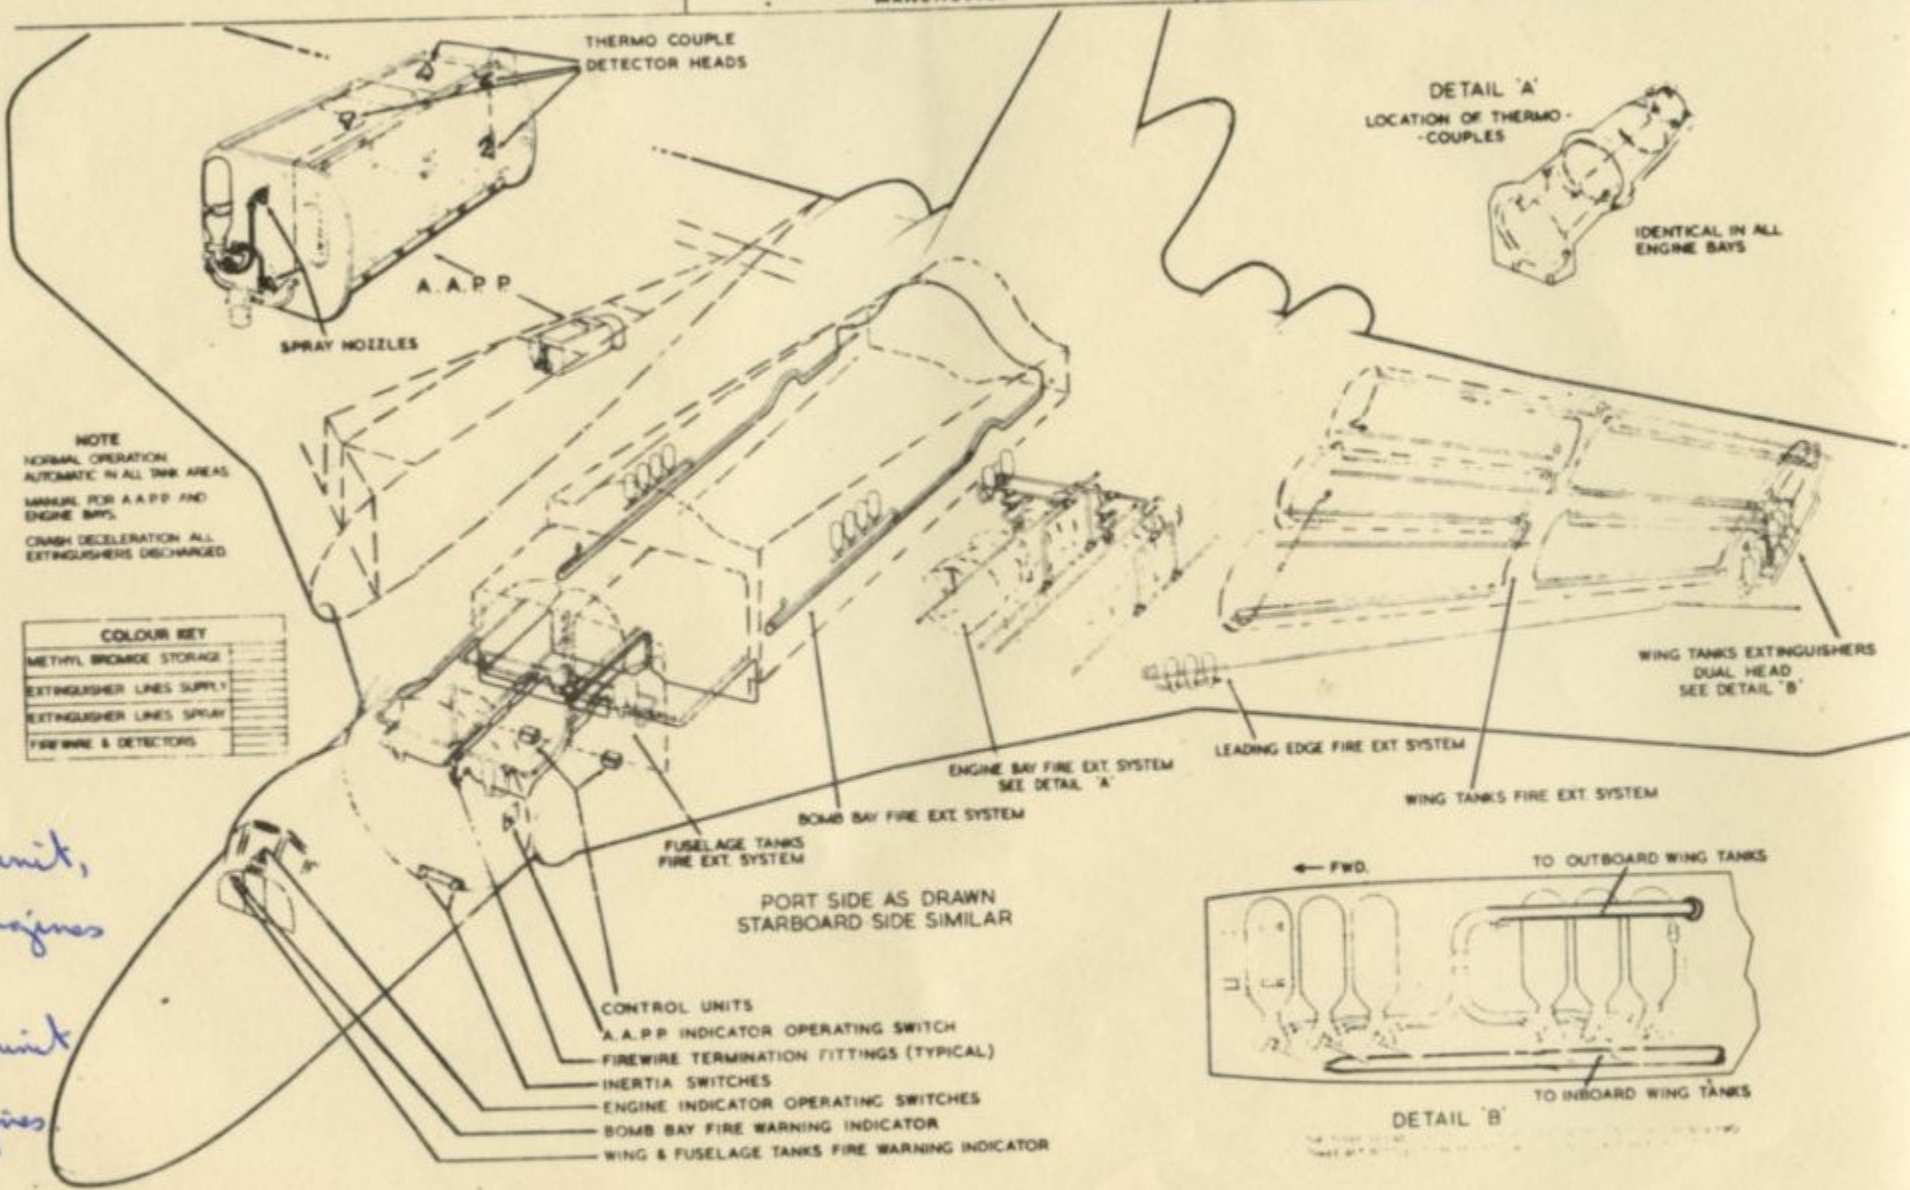 THERMO COUPLE
DETECTOR HEADS
DETAIL 'A'
LOCATION OF THERMO-
-COUPLES
IDENTICAL IN ALL
ENGINE BAYS
A.A.P.P
SPRAY NOZZLES
NOTE
NORMAL OPERATION
AUTOMATIC IN ALL TANK AREAS
MANUAL FOR A.A.P.P AND
ENGINE BAYS.
CRASH DECELERATION ALL
EXTINGUISHERS DISCHARGED
COLOUR KEY
METHYL BROMIDE STORAGE
EXTINGUISHER LINES SUPPLY
EXTINGUISHER LINES SPRAY
FIREWIRE & DETECTORS
WING TANKS EXTINGUISHERS
DUAL HEAD
SEE DETAIL 'B'
LEADING EDGE FIRE EXT SYSTEM
ENGINE BAY FIRE EXT. SYSTEM
SEE DETAIL 'A'
WING TANKS FIRE EXT. SYSTEM
BOMB BAY FIRE EXT. SYSTEM
FUSELAGE TANKS
FIRE EXT. SYSTEM
PORT SIDE AS DRAWN
STARBOARD SIDE SIMILAR
unit,
unit
CONTROL UNITS
A.A.P.P INDICATOR OPERATING SWITCH
FIREWIRE TERMINATION FITTINGS (TYPICAL)
INERTIA SWITCHES
ENGINE INDICATOR OPERATING SWITCHES
BOMB BAY FIRE WARNING INDICATOR
WING & FUSELAGE TANKS FIRE WARNING INDICATOR
← FWD.
TO OUTBOARD WING TANKS
TO INBOARD WING TANKS
DETAIL 'B'